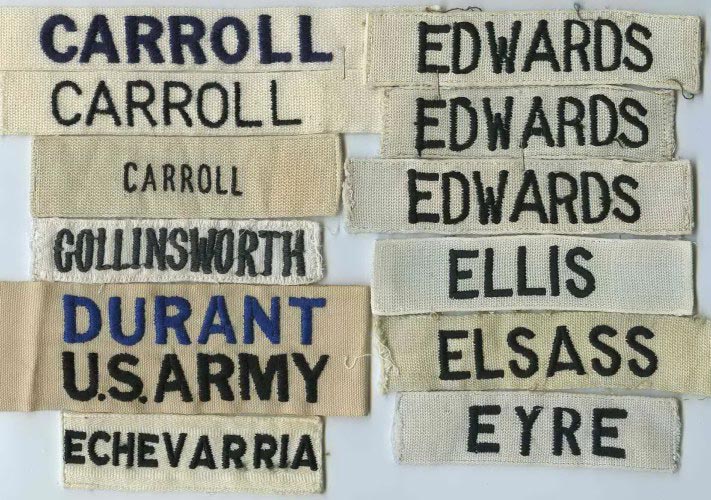 CARROLL
CARROLL
CARROLL
COLLINSWORTH
DURANT
U.S. ARMY
ECHEVARRIA
EDWARDS
EDWARDS
EDWARDS
ELLIS
ELSASS
EYRE